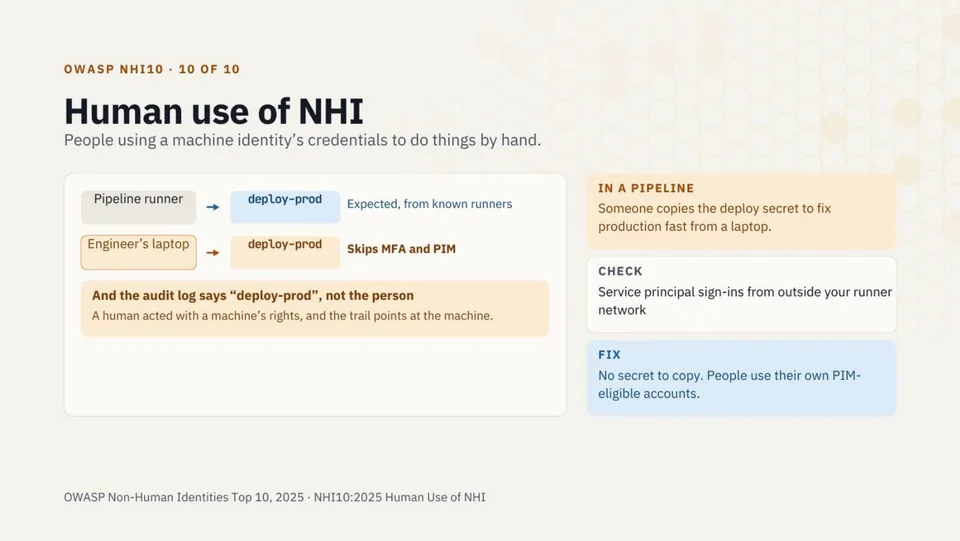 OWASP NHI10 · 10 OF 10
Human use of NHI
People using a machine identity’s credentials to do things by hand.
Pipeline runner
deploy-prod
Expected, from known runners
Engineer’s laptop
deploy-prod
Skips MFA and PIM
And the audit log says “deploy-prod”, not the person
A human acted with a machine’s rights, and the trail points at the machine.
IN A PIPELINE
Someone copies the deploy secret to fix
production fast from a laptop.
CHECK
Service principal sign-ins from outside your runner
network
FIX
No secret to copy. People use their own PIM-
eligible accounts.
OWASP Non-Human Identities Top 10, 2025 · NHI10:2025 Human Use of NHI